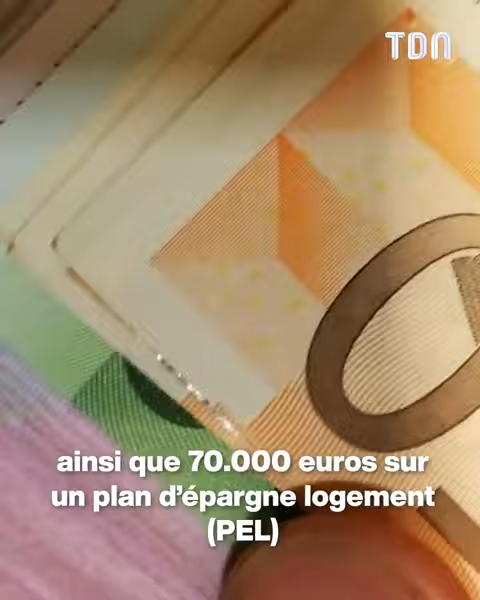 TDN
ainsi que 70.000 euros sur
un plan d’épargne logement
(PEL)